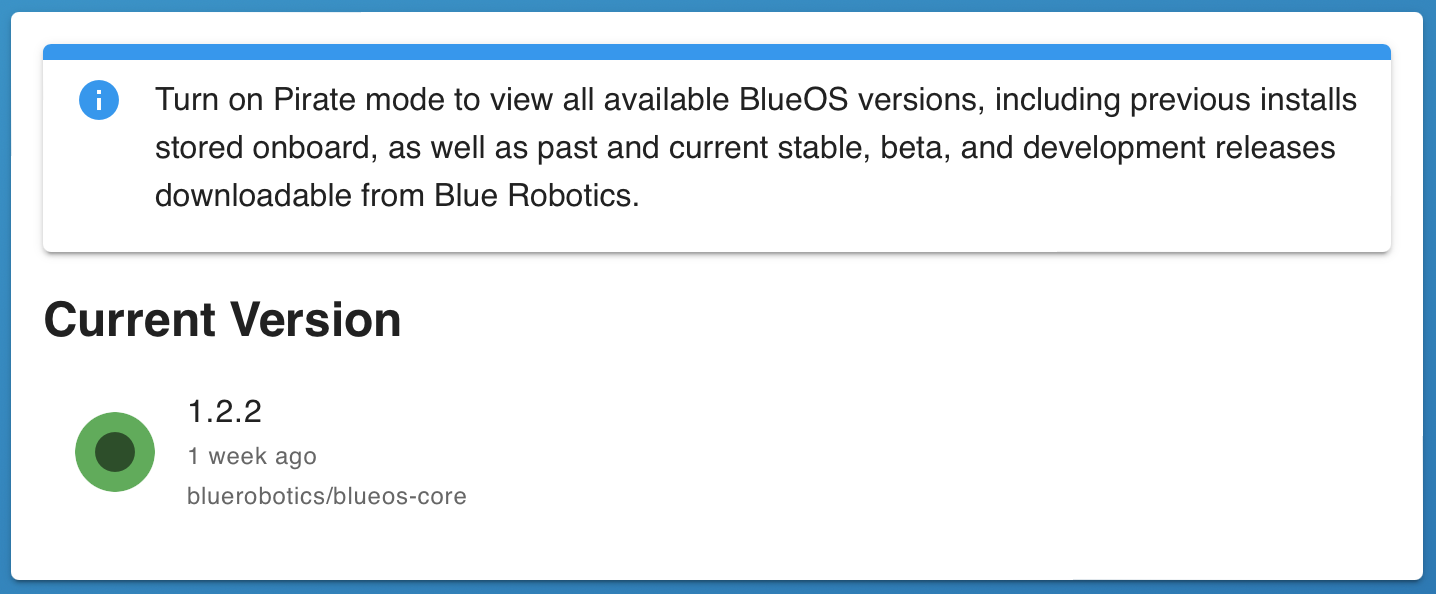 Turn on Pirate mode to view all available BlueOS versions, including previous installs
stored onboard, as well as past and current stable, beta, and development releases
downloadable from Blue Robotics.
Current Version
1.2.2
1 week ago
bluerobotics/blueos-core